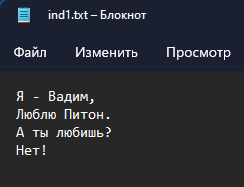 ind1.txt – Блокнот
Файл Изменить Просмотр
Я - Вадим,
Люблю Питон.
А ты любишь?
Нет!